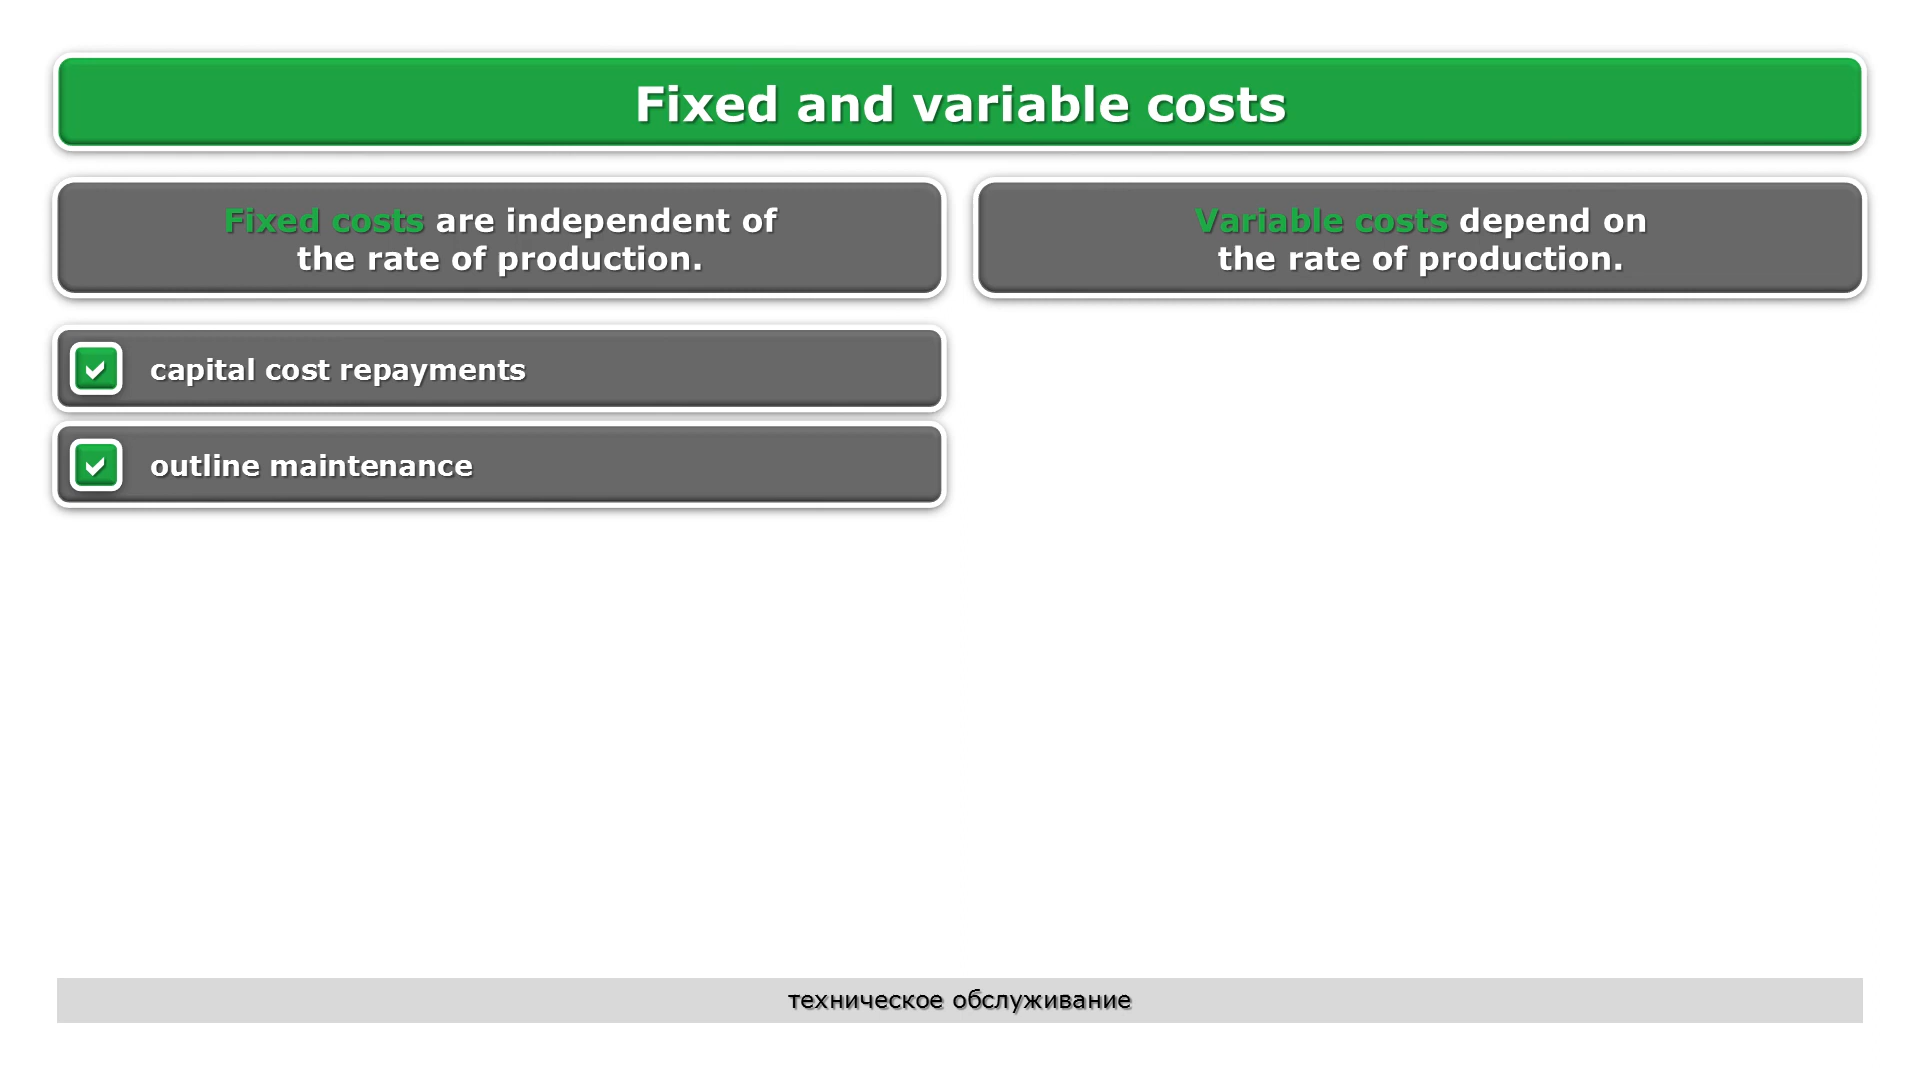 Fixed and variable costs
Fixed costs are independent of
the rate of production.
Variable costs depend on
the rate of production.
capital cost repayments
outline maintenance
техническое обслуживание